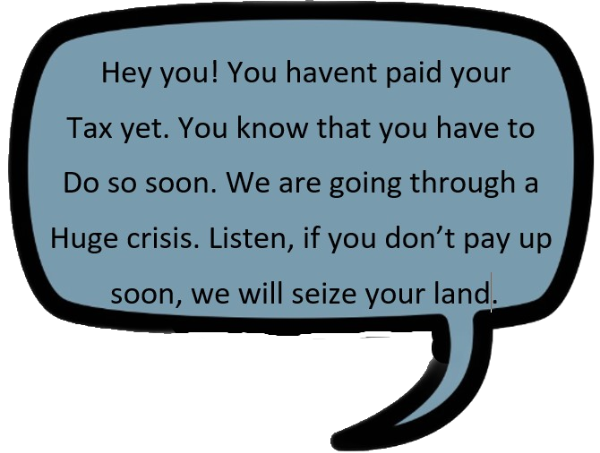 Hey you! You havent paid your
Tax yet. You know that you have to
Do so soon. We are going through a
Huge crisis. Listen, if you don’t pay up
soon, we will seize your land.